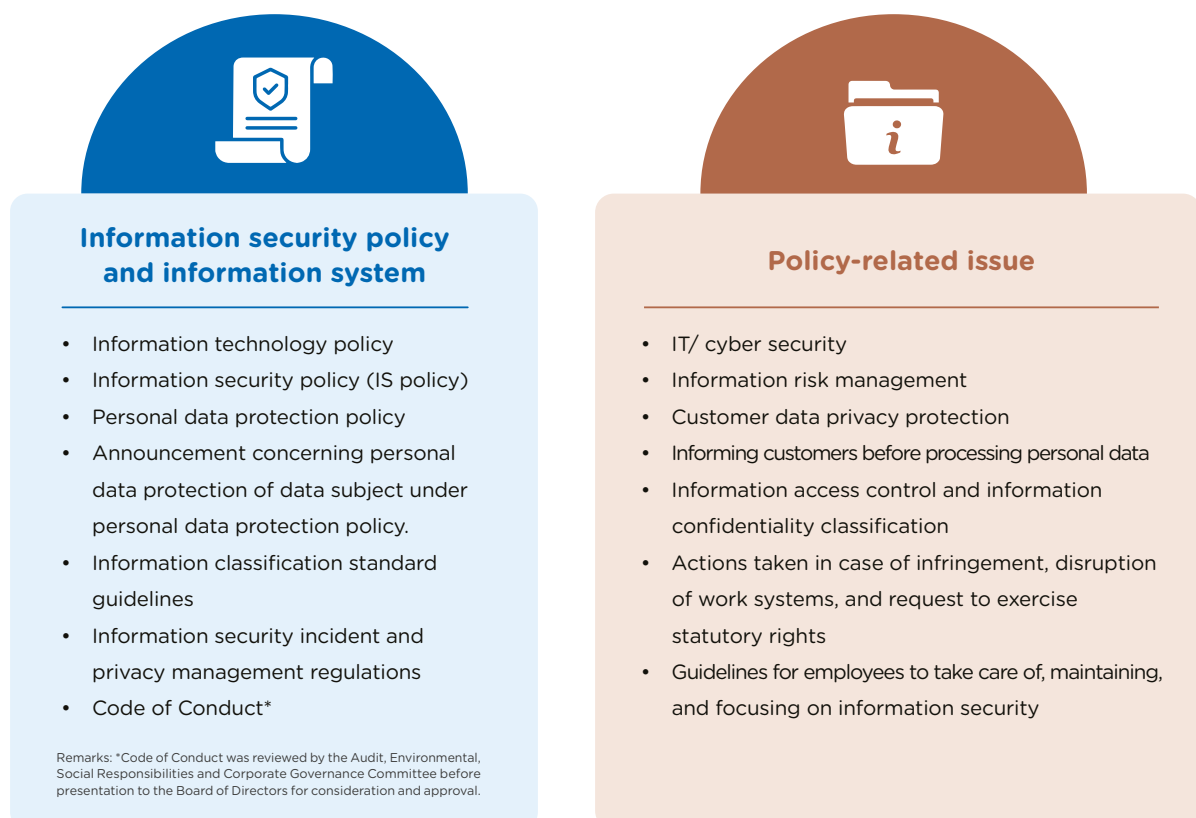 Information security policy
and information system
• Information technology policy
• Information security policy (IS policy)
• Personal data protection policy
• Announcement concerning personal
data protection of data subject under
personal data protection policy.
• Information classification standard
guidelines
• Information security incident and
privacy management regulations
• Code of Conduct*
Remarks: *Code of Conduct was reviewed by the Audit, Environmental,
Social Responsibilities and Corporate Governance Committee before
presentation to the Board of Directors for consideration and approval.
i
Policy-related issue
• IT/ cyber security
• Information risk management
• Customer data privacy protection
• Informing customers before processing personal data
• Information access control and information
confidentiality classification
• Actions taken in case of infringement, disruption
of work systems, and request to exercise
statutory rights
• Guidelines for employees to take care of, maintaining,
and focusing on information security